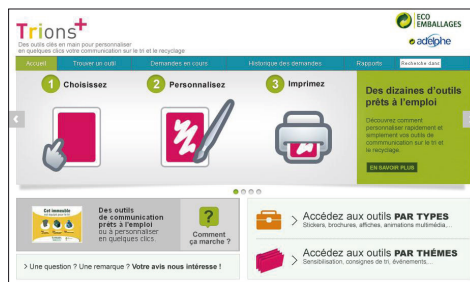 Trions+
Des outils clés en main pour personnaliser
en quelques clics votre communication sur le tri et le recyclage
ECO
EMBALLAGES
adelphe
Accueil
Trouver un outil
Demandes en cours
Historique des demandes
Rapports
Recherche dans
1 Choisissez
2 Personnalisez
3 Imprimez
Des dizaines d'outils
prêts à l'emploi
Découvrez comment
personnaliser rapidement et
simplement vos outils de
communication sur le tri et
le recyclage.
EN SAVOIR PLUS
Cet immeuble
Des outils
de communication
prêts à l'emploi
ou à personnaliser
en quelques clics.
?
Comment
ça marche ?
> Accédez aux outils PAR TYPES
Stickers, brochures, affiches, animations multimédia,...
> Accédez aux outils PAR THÈMES
Sensibilisation, consignes de tri, événements,...
> Une question ? Une remarque ? Votre avis nous intéresse !